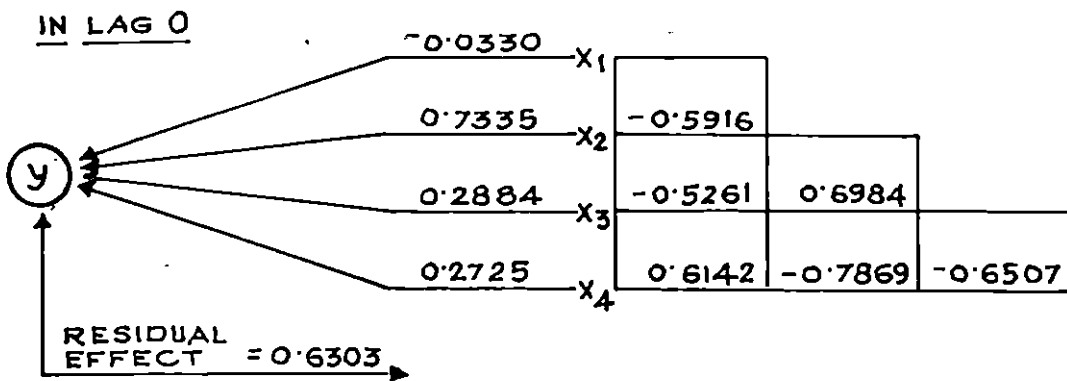 IN LAG 0
-0.0330 X1
0.7335 X2 -0.5916
y
0.2884 X3 -0.5261 0.6984
0.2725 X4 0.6142 -0.7869 -0.6507
RESIDUAL
EFFECT = 0.6303